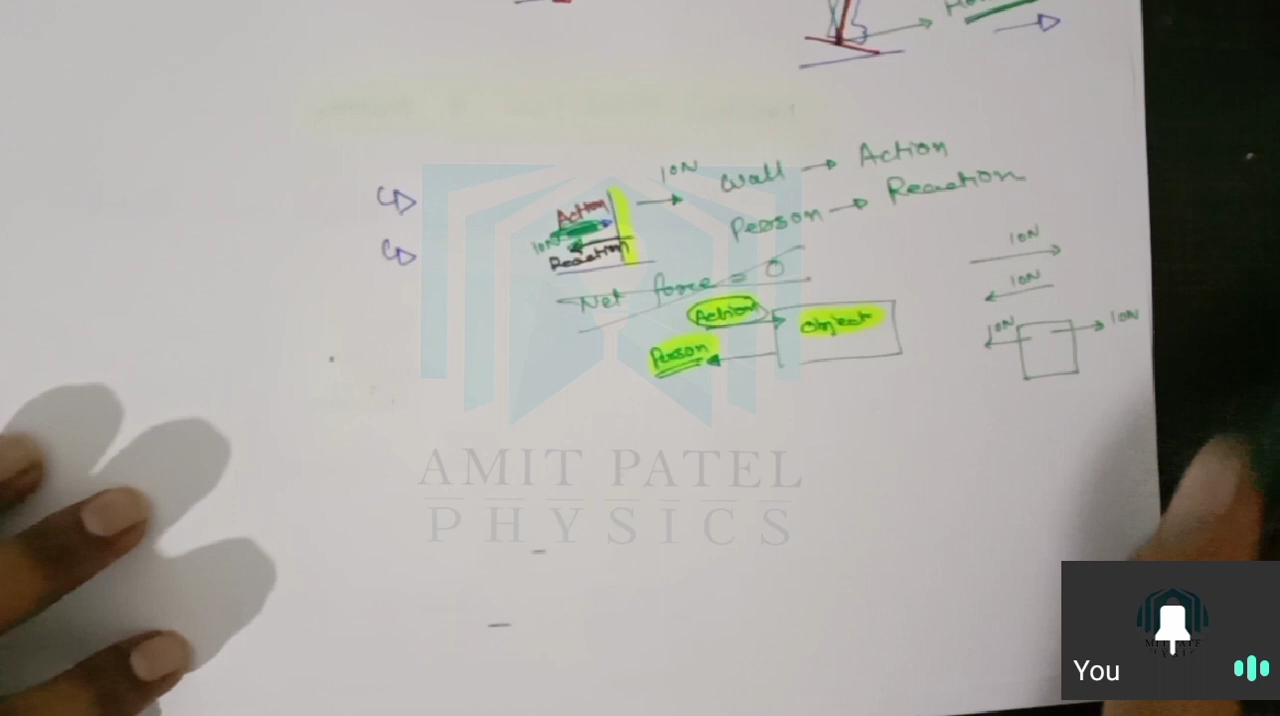 10N Wall → Action
Person → Reaction
Action
10N
Reaction
Net force = 0
Action
Object
Person
10N
10N
10N
10N
AMIT PATEL
PHYSICS
You